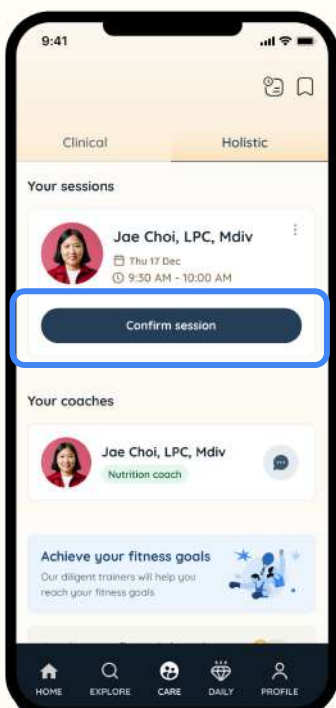 9:41
Clinical
Holistic
Your sessions
Jae Choi, LPC, Mdiv
Thu 17 Dec
9:30 AM - 10:00 AM
Confirm session
Your coaches
Jae Choi, LPC, Mdiv
Nutrition coach
Achieve your fitness goals
Our diligent trainers will help you
reach your fitness goals
HOME
EXPLORE
CARE
DAILY
PROFILE